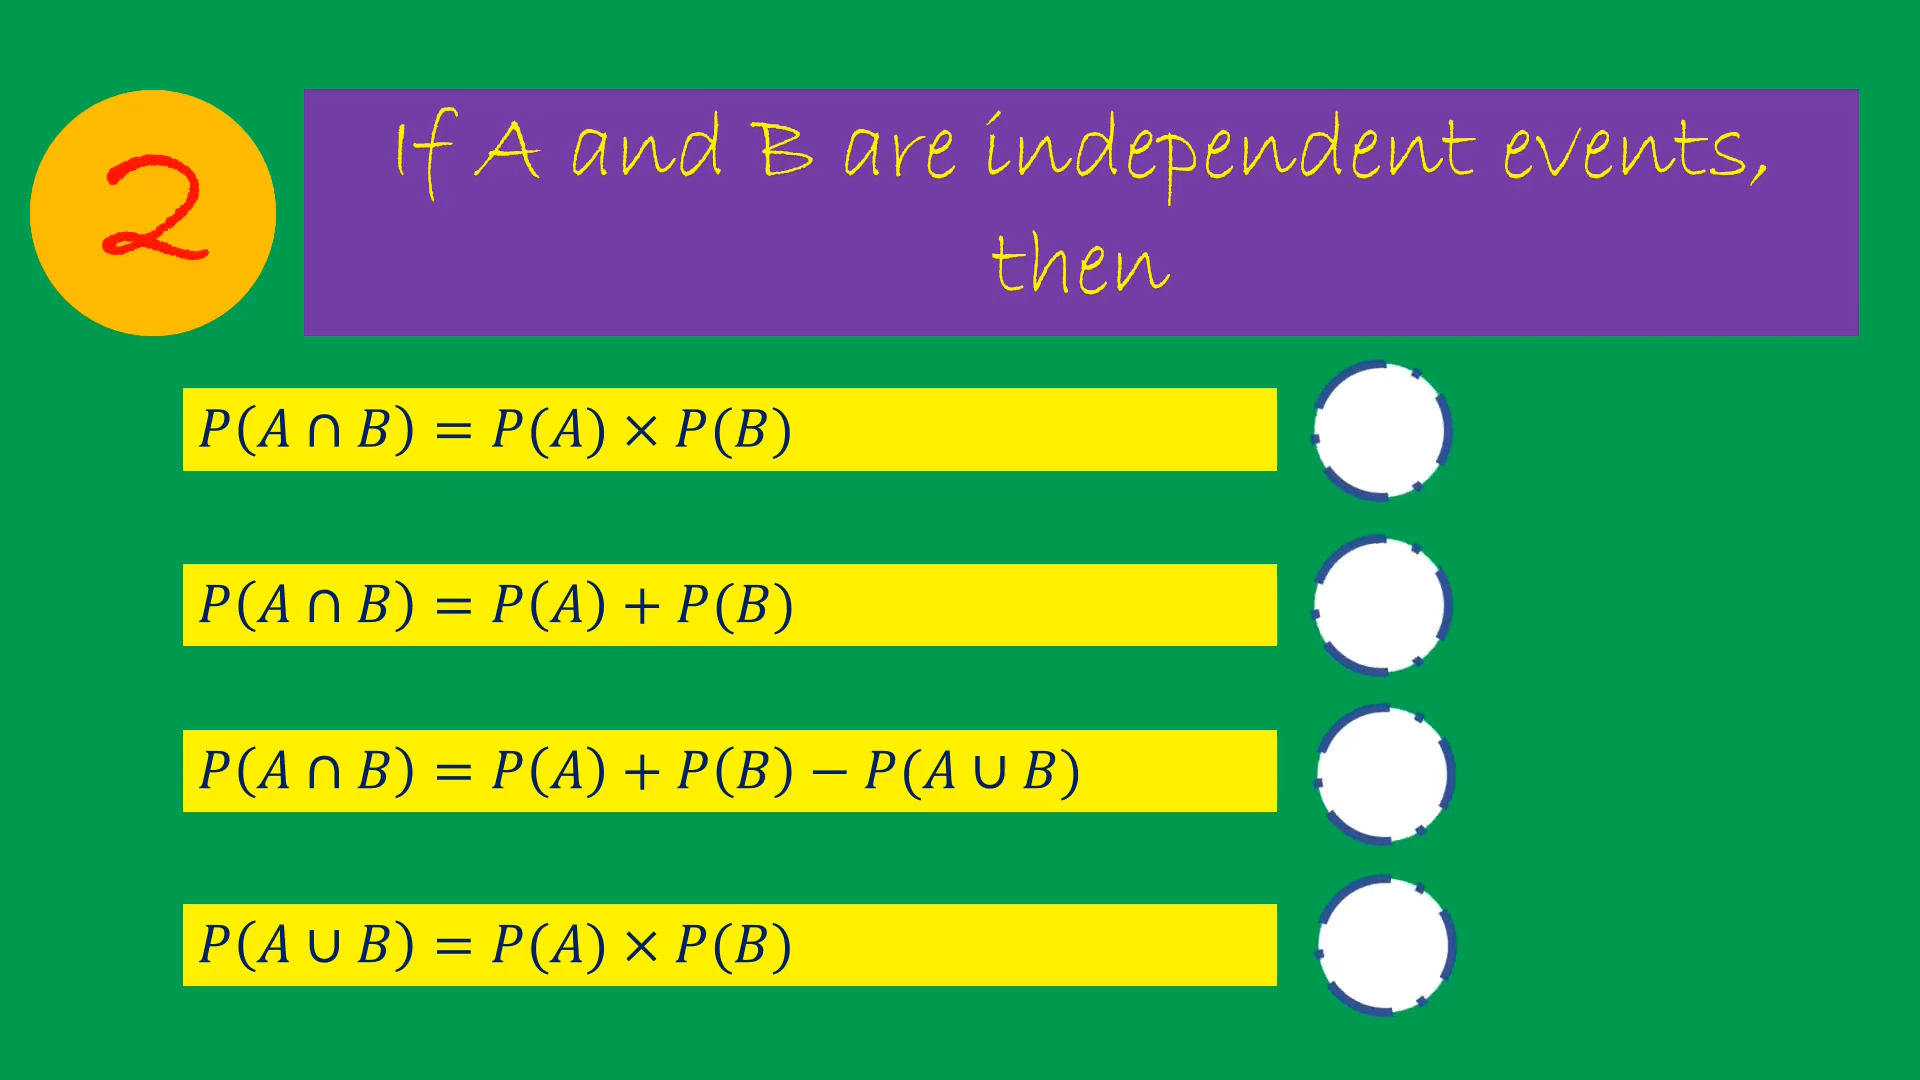 2
If A and B are independent events,
then
P(A ∩ B) = P(A) × P(B)
P(A ∩ B) = P(A) + P(B)
P(A ∩ B) = P(A) + P(B) − P(A ∪ B)
P(A ∪ B) = P(A) × P(B)